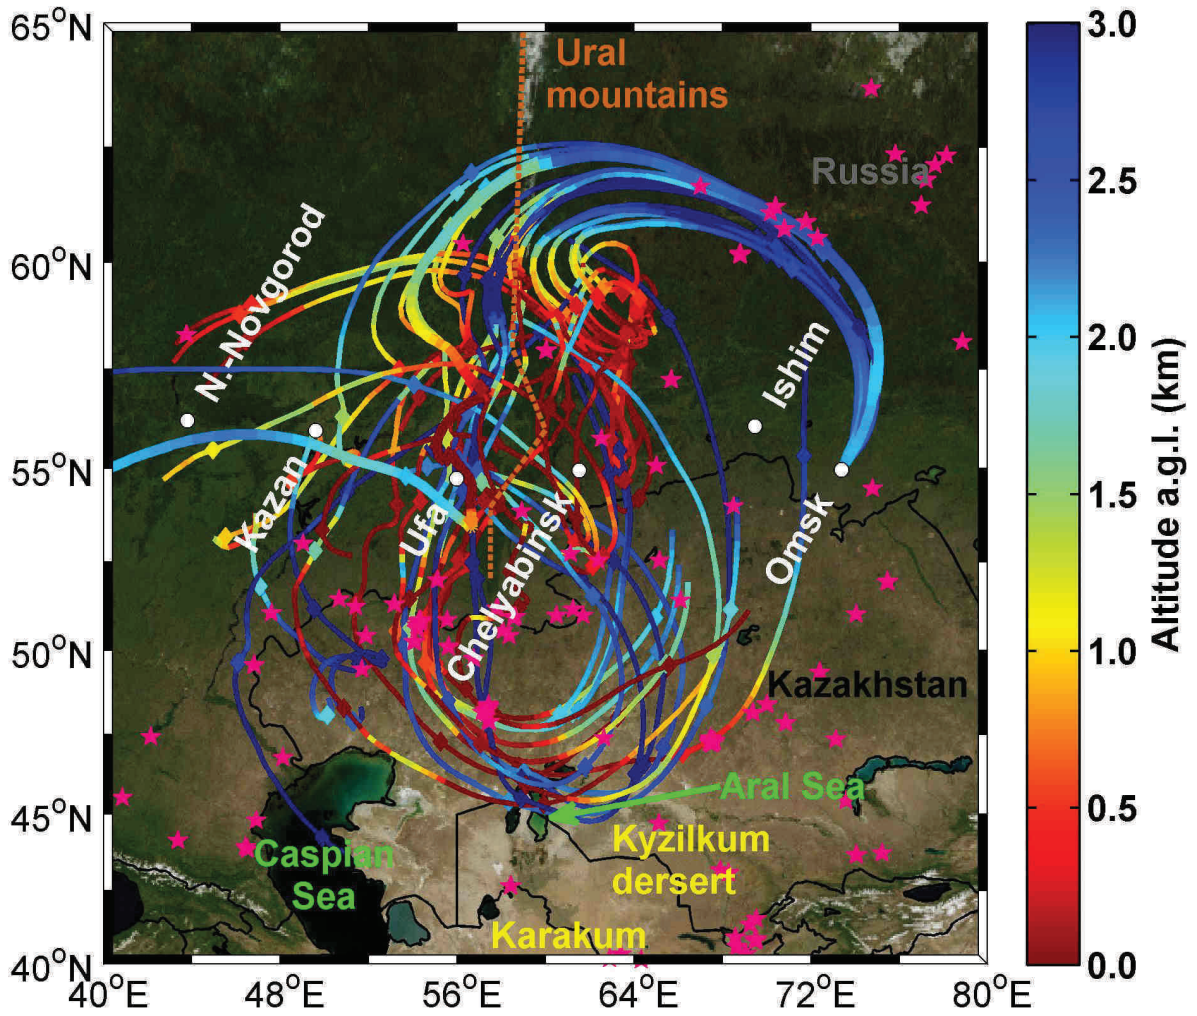 65°N
60°N
55°N
50°N
45°N
40°N
40°E
48°E
56°E
64°E
72°E
80°E
Ural
mountains
Russia
N.-Novgorod
Kazan
Ufa
Chelyabinsk
Ishim
Omsk
Kazakhstan
Aral Sea
Kyzilkum
dersert
Karakum
Caspian
Sea
3.0
2.5
2.0
1.5
1.0
0.5
0.0
Altitude a.g.l. (km)